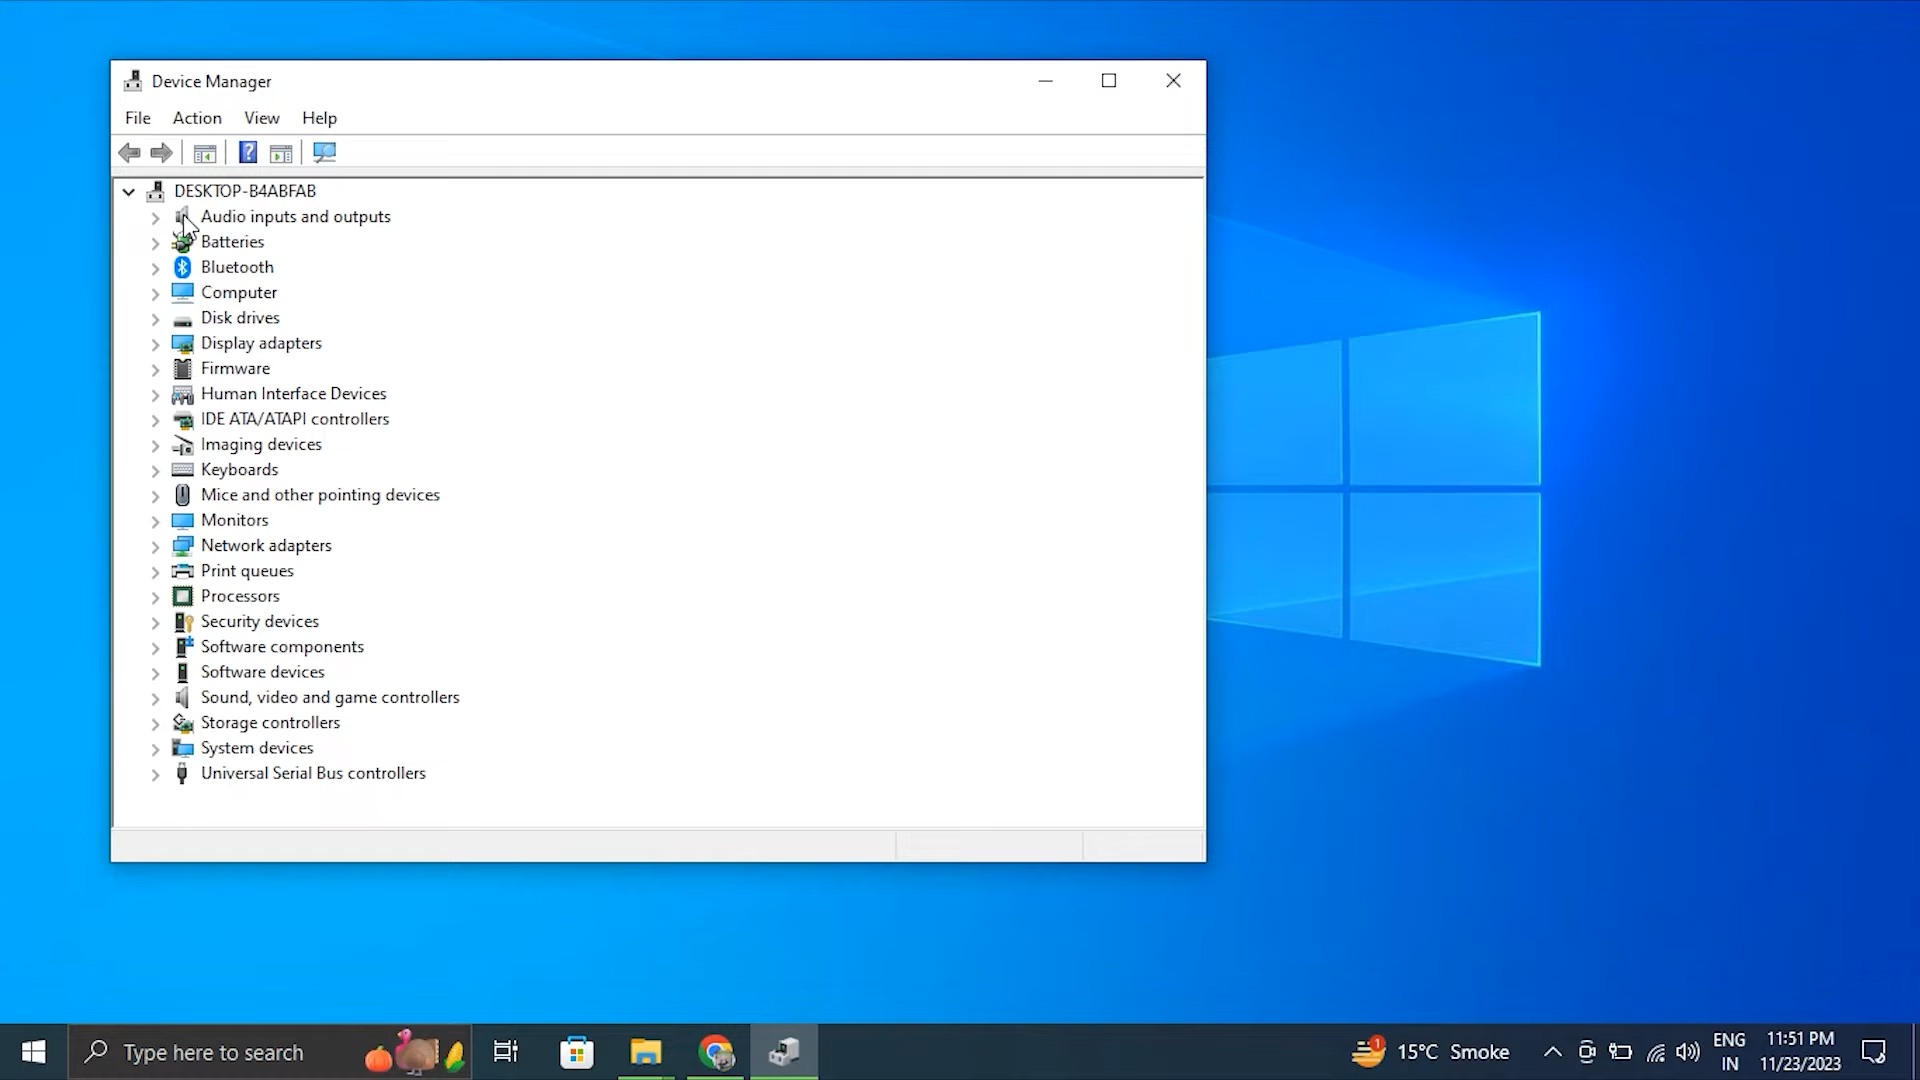 Device Manager
File Action View Help
?
DESKTOP-B4ABFAB
Audio inputs and outputs
Batteries
Bluetooth
Computer
Disk drives
Display adapters
Firmware
Human Interface Devices
IDE ATA/ATAPI controllers
Imaging devices
Keyboards
Mice and other pointing devices
Monitors
Network adapters
Print queues
Processors
Security devices
Software components
Software devices
Sound, video and game controllers
Storage controllers
System devices
Universal Serial Bus controllers
Type here to search
1
15°C Smoke
ENG
IN
11:51 PM
11/23/2023